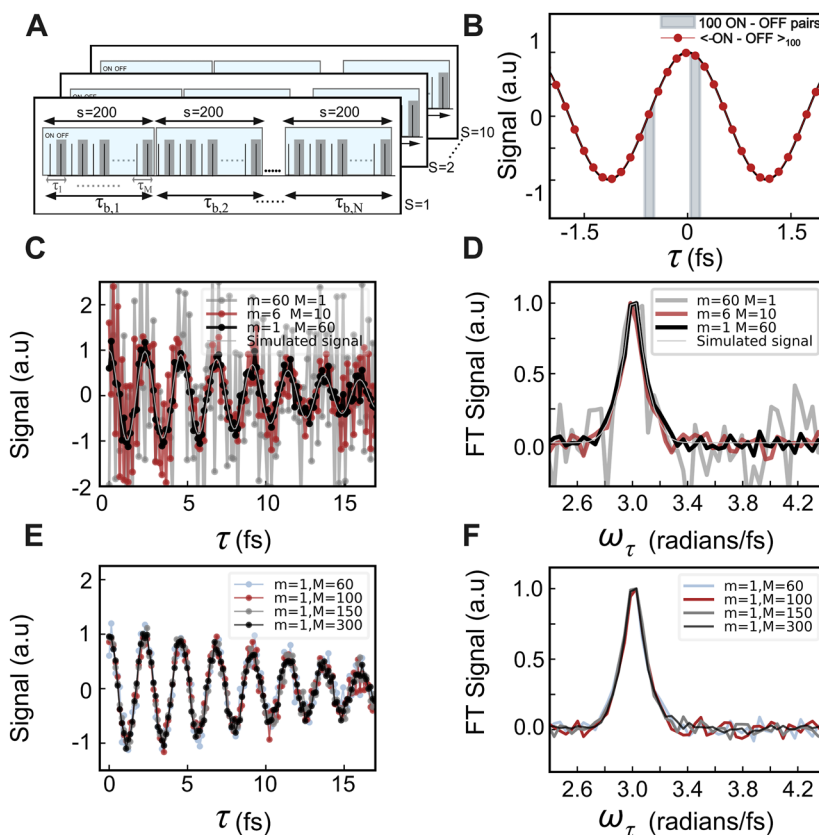 A
ON OFF
ON OFF
s=200 s=200 s=200
ON OFF
τI τM
τb,1 τb,2 τb,N
S=1
S=2
S=10
B
100 ON - OFF pairs
<-ON - OFF >100
Signal (a.u)
1
0
-1
-1.5 0 1.5
τ (fs)
C
m=60 M=1
m=6 M=10
m=1 M=60
Simulated signal
Signal (a.u)
2
1
0
-1
-2
0 5 10 15
τ (fs)
D
m=60 M=1
m=6 M=10
m=1 M=60
Simulated signal
FT Signal (a.u)
1.0
0.5
0.0
2.6 3.0 3.4 3.8 4.2
ωτ (radians/fs)
E
m=1,M=60
m=1,M=100
m=1,M=150
m=1,M=300
Signal (a.u)
2
1
0
-1
0 5 10 15
τ (fs)
F
m=1,M=60
m=1,M=100
m=1,M=150
m=1,M=300
FT Signal (a.u)
1.0
0.5
0.0
2.6 3.0 3.4 3.8 4.2
ωτ (radians/fs)